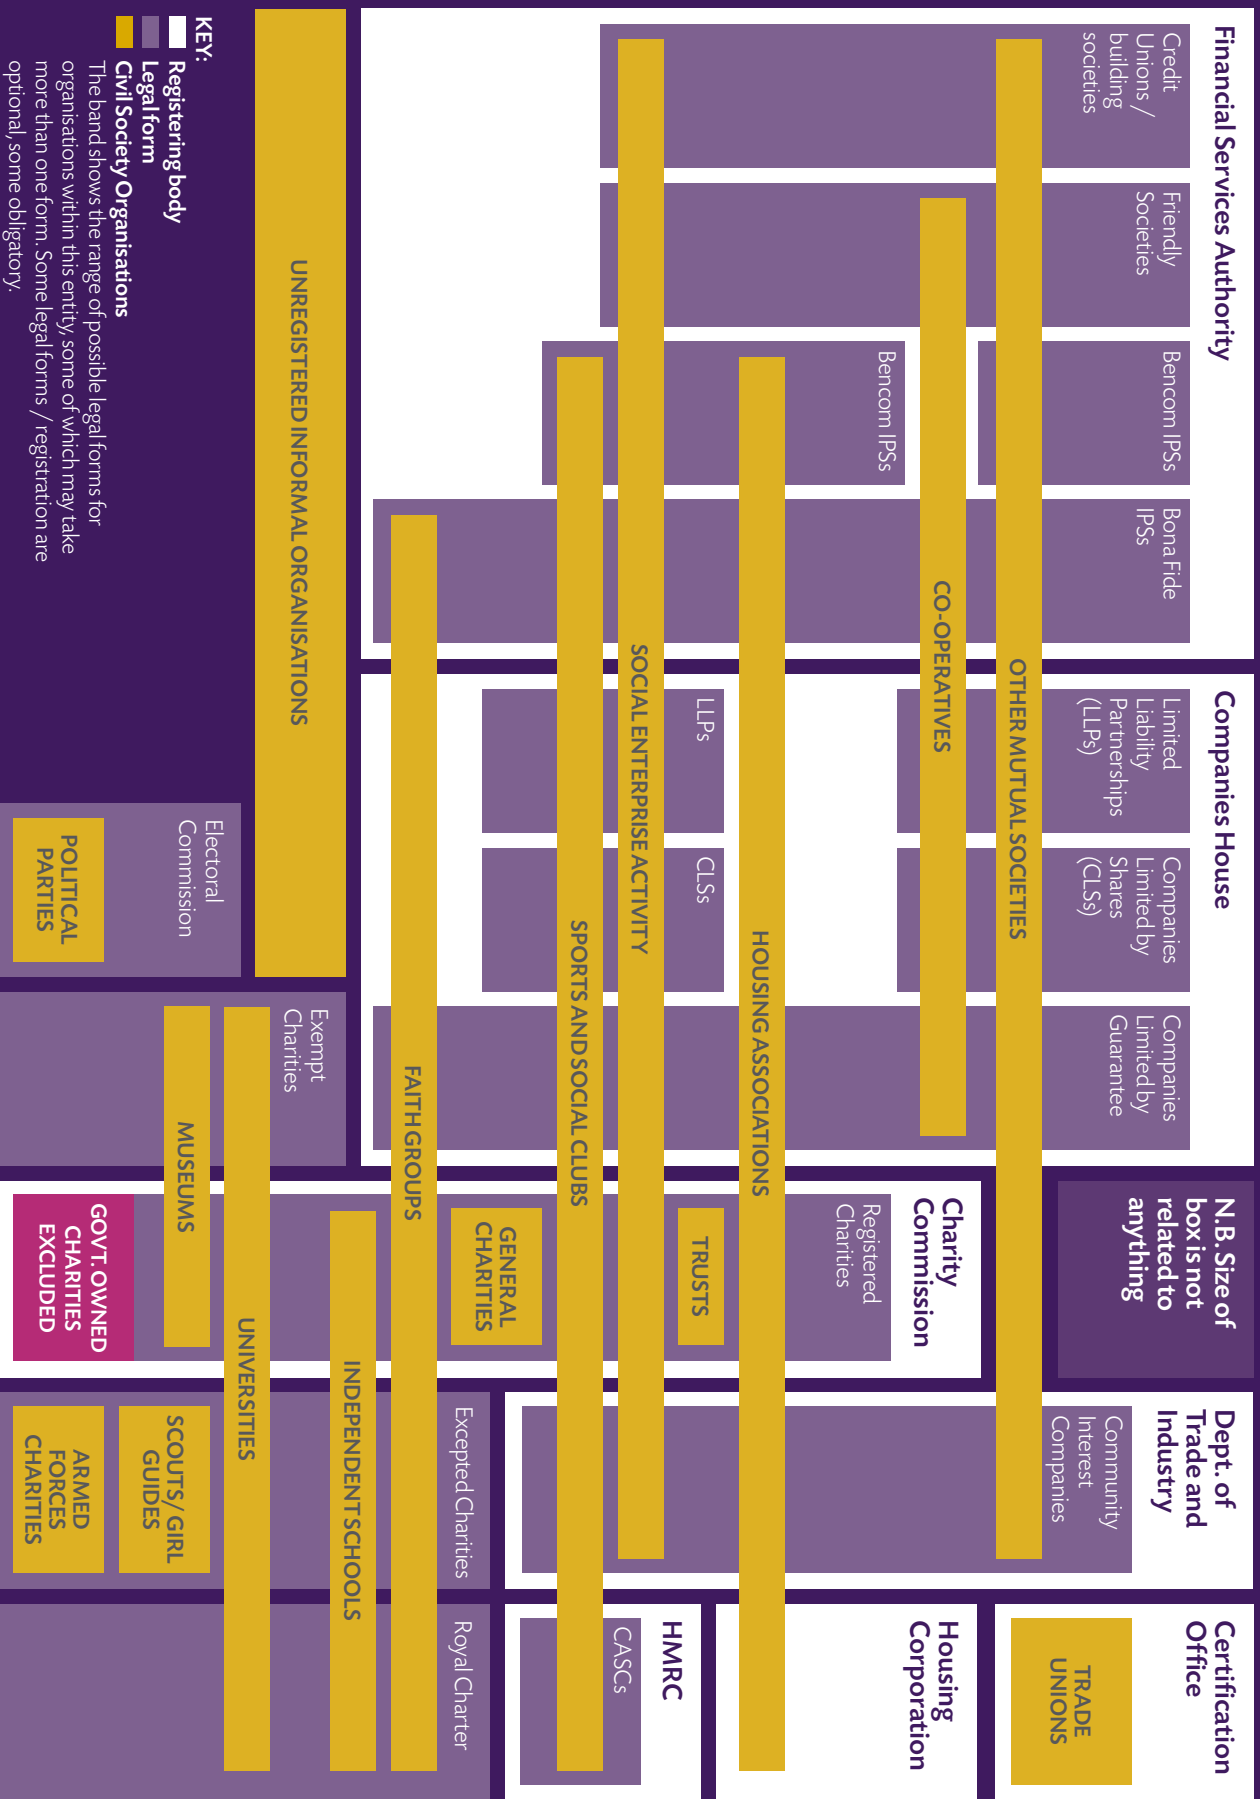 Financial Services Authority
Credit
Unions /
building
societies
Friendly
Societies
Bencom IPSs
Bona Fide
IPSs
Bencom IPSs
Companies House
Limited
Liability
Partnerships
(LLPs)
Companies
Limited by
Shares
(CLSs)
Companies
Limited by
Guarantee
LLPs
CLSs
N.B. Size of
box is not
related to
anything
Dept. of
Trade and
Industry
Community
Interest
Companies
Certification
Office
TRADE
UNIONS
OTHER MUTUAL SOCIETIES
CO-OPERATIVES
Charity
Commission
Registered
Charities
Housing
Corporation
HOUSING ASSOCIATIONS
TRUSTS
HMRC
CASCs
SOCIAL ENTERPRISE ACTIVITY
SPORTS AND SOCIAL CLUBS
GENERAL
CHARITIES
Excepted Charities
Royal Charter
FAITH GROUPS
INDEPENDENT SCHOOLS
UNREGISTERED INFORMAL ORGANISATIONS
Exempt
Charities
UNIVERSITIES
MUSEUMS
Electoral
Commission
POLITICAL
PARTIES
GOVT. OWNED
CHARITIES
EXCLUDED
SCOUTS/ GIRL
GUIDES
ARMED
FORCES
CHARITIES
KEY:
Registering body
Legal form
Civil Society Organisations
The band shows the range of possible legal forms for
organisations within this entity, some of which may take
more than one form. Some legal forms / registration are
optional, some obligatory.